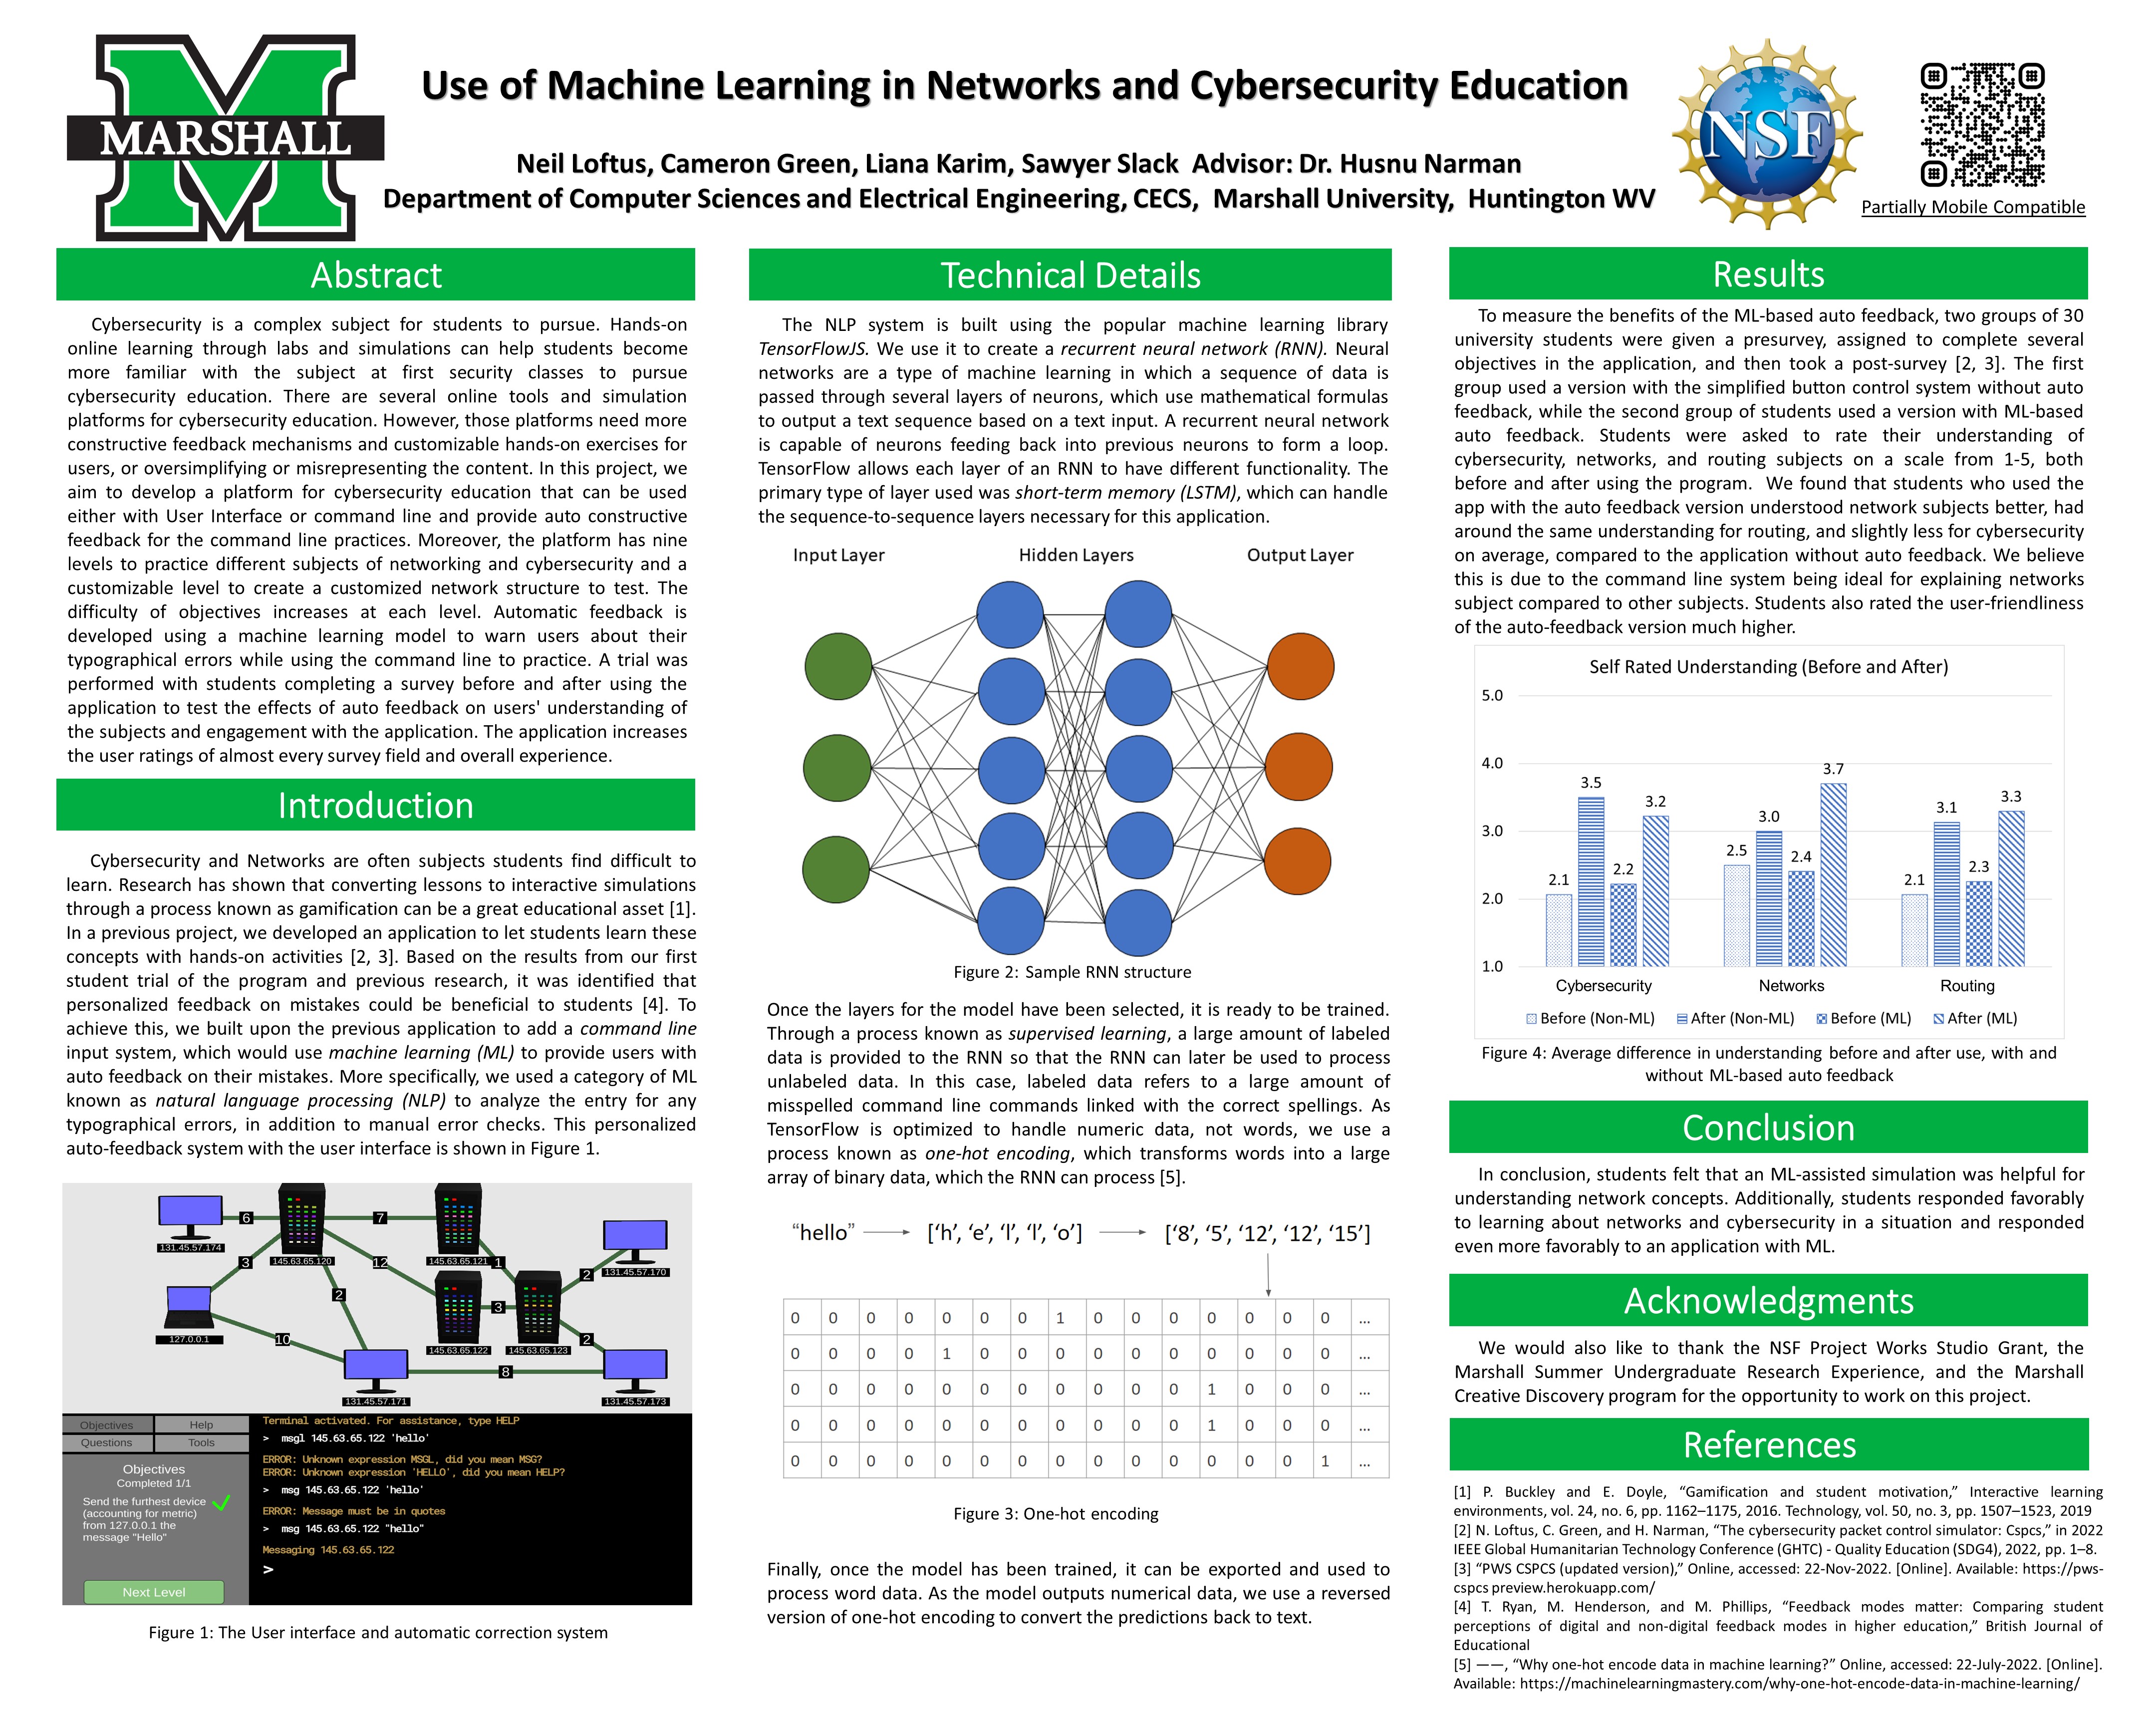 MARSHALL
Use of Machine Learning in Networks and Cybersecurity Education
Neil Loftus, Cameron Green, Liana Karim, Sawyer Slack  Advisor: Dr. Husnu Narman
Department of Computer Sciences and Electrical Engineering, CECS,  Marshall University,  Huntington WV
NSF
Partially Mobile Compatible
Abstract
Cybersecurity is a complex subject for students to pursue. Hands-on
online learning through labs and simulations can help students become
more familiar with the subject at first security classes to pursue
cybersecurity education. There are several online tools and simulation
platforms for cybersecurity education. However, those platforms need more
constructive feedback mechanisms and customizable hands-on exercises for
users, or oversimplifying or misrepresenting the content. In this project, we
aim to develop a platform for cybersecurity education that can be used
either with User Interface or command line and provide auto constructive
feedback for the command line practices. Moreover, the platform has nine
levels to practice different subjects of networking and cybersecurity and a
customizable level to create a customized network structure to test. The
difficulty of objectives increases at each level. Automatic feedback is
developed using a machine learning model to warn users about their
typographical errors while using the command line to practice. A trial was
performed with students completing a survey before and after using the
application to test the effects of auto feedback on users' understanding of
the subjects and engagement with the application. The application increases
the user ratings of almost every survey field and overall experience.
Introduction
Cybersecurity and Networks are often subjects students find difficult to
learn. Research has shown that converting lessons to interactive simulations
through a process known as gamification can be a great educational asset [1].
In a previous project, we developed an application to let students learn these
concepts with hands-on activities [2, 3]. Based on the results from our first
student trial of the program and previous research, it was identified that
personalized feedback on mistakes could be beneficial to students [4]. To
achieve this, we built upon the previous application to add a command line
input system, which would use machine learning (ML) to provide users with
auto feedback on their mistakes. More specifically, we used a category of ML
known as natural language processing (NLP) to analyze the entry for any
typographical errors, in addition to manual error checks. This personalized
auto-feedback system with the user interface is shown in Figure 1.
6
7
131.45.57.174
3
145.63.65.120
12
145.63.65.121
1
2
131.45.57.170
2
3
127.0.0.1
10
145.63.65.122
145.63.65.123
2
8
131.45.57.171
131.45.57.173
Objectives
Help
Questions
Tools
Objectives
Completed 1/1
Send the furthest device
(accounting for metric)
from 127.0.0.1 the
message "Hello"
Next Level
Terminal activated. For assistance, type HELP
> msgl 145.63.65.122 'hello'
ERROR: Unknown expression MSGL, did you mean MSG?
ERROR: Unknown expression 'HELLO', did you mean HELP?
> msg 145.63.65.122 'hello'
ERROR: Message must be in quotes
> msg 145.63.65.122 "hello"
Messaging 145.63.65.122
>
Figure 1: The User interface and automatic correction system
Technical Details
The NLP system is built using the popular machine learning library
TensorFlowJS. We use it to create a recurrent neural network (RNN). Neural
networks are a type of machine learning in which a sequence of data is
passed through several layers of neurons, which use mathematical formulas
to output a text sequence based on a text input. A recurrent neural network
is capable of neurons feeding back into previous neurons to form a loop.
TensorFlow allows each layer of an RNN to have different functionality. The
primary type of layer used was short-term memory (LSTM), which can handle
the sequence-to-sequence layers necessary for this application.
Input Layer
Hidden Layers
Output Layer
Figure 2: Sample RNN structure
Once the layers for the model have been selected, it is ready to be trained.
Through a process known as supervised learning, a large amount of labeled
data is provided to the RNN so that the RNN can later be used to process
unlabeled data. In this case, labeled data refers to a large amount of
misspelled command line commands linked with the correct spellings. As
TensorFlow is optimized to handle numeric data, not words, we use a
process known as one-hot encoding, which transforms words into a large
array of binary data, which the RNN can process [5].
“hello” ['h', 'e', 'l', 'l', 'o'] ['8', '5', '12', '12', '15']
0 0 0 0 0 0 0 1 0 0 0 0 0 0 0 ...
0 0 0 0 1 0 0 0 0 0 0 0 0 0 0 ...
0 0 0 0 0 0 0 0 0 0 0 1 0 0 0 ...
0 0 0 0 0 0 0 0 0 0 0 1 0 0 0 ...
0 0 0 0 0 0 0 0 0 0 0 0 0 0 1 ...
Figure 3: One-hot encoding
Finally, once the model has been trained, it can be exported and used to
process word data. As the model outputs numerical data, we use a reversed
version of one-hot encoding to convert the predictions back to text.
Results
To measure the benefits of the ML-based auto feedback, two groups of 30
university students were given a presurvey, assigned to complete several
objectives in the application, and then took a post-survey [2, 3]. The first
group used a version with the simplified button control system without auto
feedback, while the second group of students used a version with ML-based
auto feedback. Students were asked to rate their understanding of
cybersecurity, networks, and routing subjects on a scale from 1-5, both
before and after using the program.  We found that students who used the
app with the auto feedback version understood network subjects better, had
around the same understanding for routing, and slightly less for cybersecurity
on average, compared to the application without auto feedback. We believe
this is due to the command line system being ideal for explaining networks
subject compared to other subjects. Students also rated the user-friendliness
of the auto-feedback version much higher.
Self Rated Understanding (Before and After)
5.0
4.0
3.0
2.0
1.0
2.1 3.5 2.2 3.2
2.5 3.0 2.4 3.7
2.1 3.1 2.3 3.3
Cybersecurity Networks Routing
Before (Non-ML) After (Non-ML) Before (ML) After (ML)
Figure 4: Average difference in understanding before and after use, with and
without ML-based auto feedback
Conclusion
In conclusion, students felt that an ML-assisted simulation was helpful for
understanding network concepts. Additionally, students responded favorably
to learning about networks and cybersecurity in a situation and responded
even more favorably to an application with ML.
Acknowledgments
We would also like to thank the NSF Project Works Studio Grant, the
Marshall Summer Undergraduate Research Experience, and the Marshall
Creative Discovery program for the opportunity to work on this project.
References
[1] P. Buckley and E. Doyle, “Gamification and student motivation,” Interactive learning
environments, vol. 24, no. 6, pp. 1162–1175, 2016. Technology, vol. 50, no. 3, pp. 1507–1523, 2019
[2] N. Loftus, C. Green, and H. Narman, “The cybersecurity packet control simulator: Cspcs,” in 2022
IEEE Global Humanitarian Technology Conference (GHTC) - Quality Education (SDG4), 2022, pp. 1–8.
[3] “PWS CSPCS (updated version),” Online, accessed: 22-Nov-2022. [Online]. Available: https://pws-
cspcs preview.herokuapp.com/
[4] T. Ryan, M. Henderson, and M. Phillips, “Feedback modes matter: Comparing student
perceptions of digital and non-digital feedback modes in higher education,” British Journal of
Educational
[5] ——, “Why one-hot encode data in machine learning?” Online, accessed: 22-July-2022. [Online].
Available: https://machinelearningmastery.com/why-one-hot-encode-data-in-machine-learning/